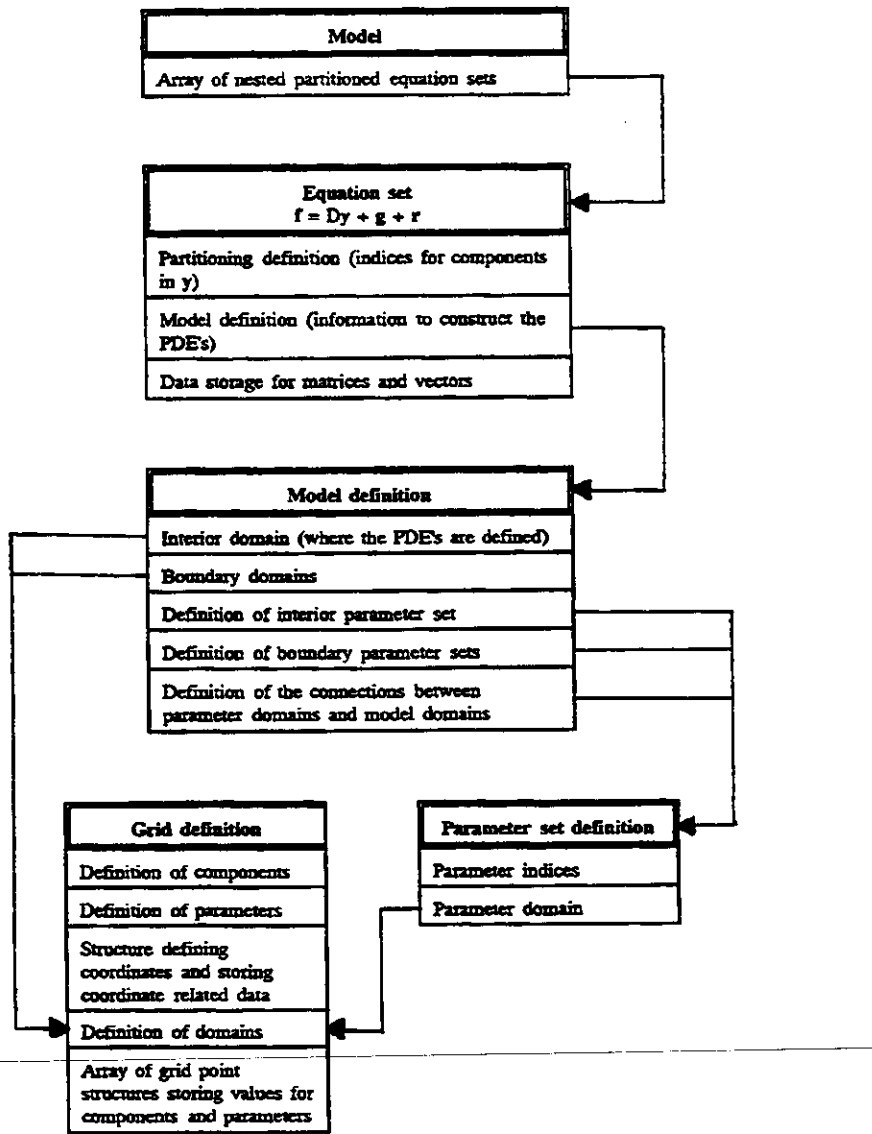 Model
Array of nested partitioned equation sets
Equation set
f = Dy + g + r
Partitioning definition (indices for components
in y)
Model definition (information to construct the
PDE's)
Data storage for matrices and vectors
Model definition
Interior domain (where the PDE's are defined)
Boundary domains
Definition of interior parameter set
Definition of boundary parameter sets
Definition of the connections between
parameter domains and model domains
Grid definition
Definition of components
Definition of parameters
Structure defining
coordinates and storing
coordinate related data
Definition of domains
Array of grid point
structures storing values for
components and parameters
Parameter set definition
Parameter indices
Parameter domain